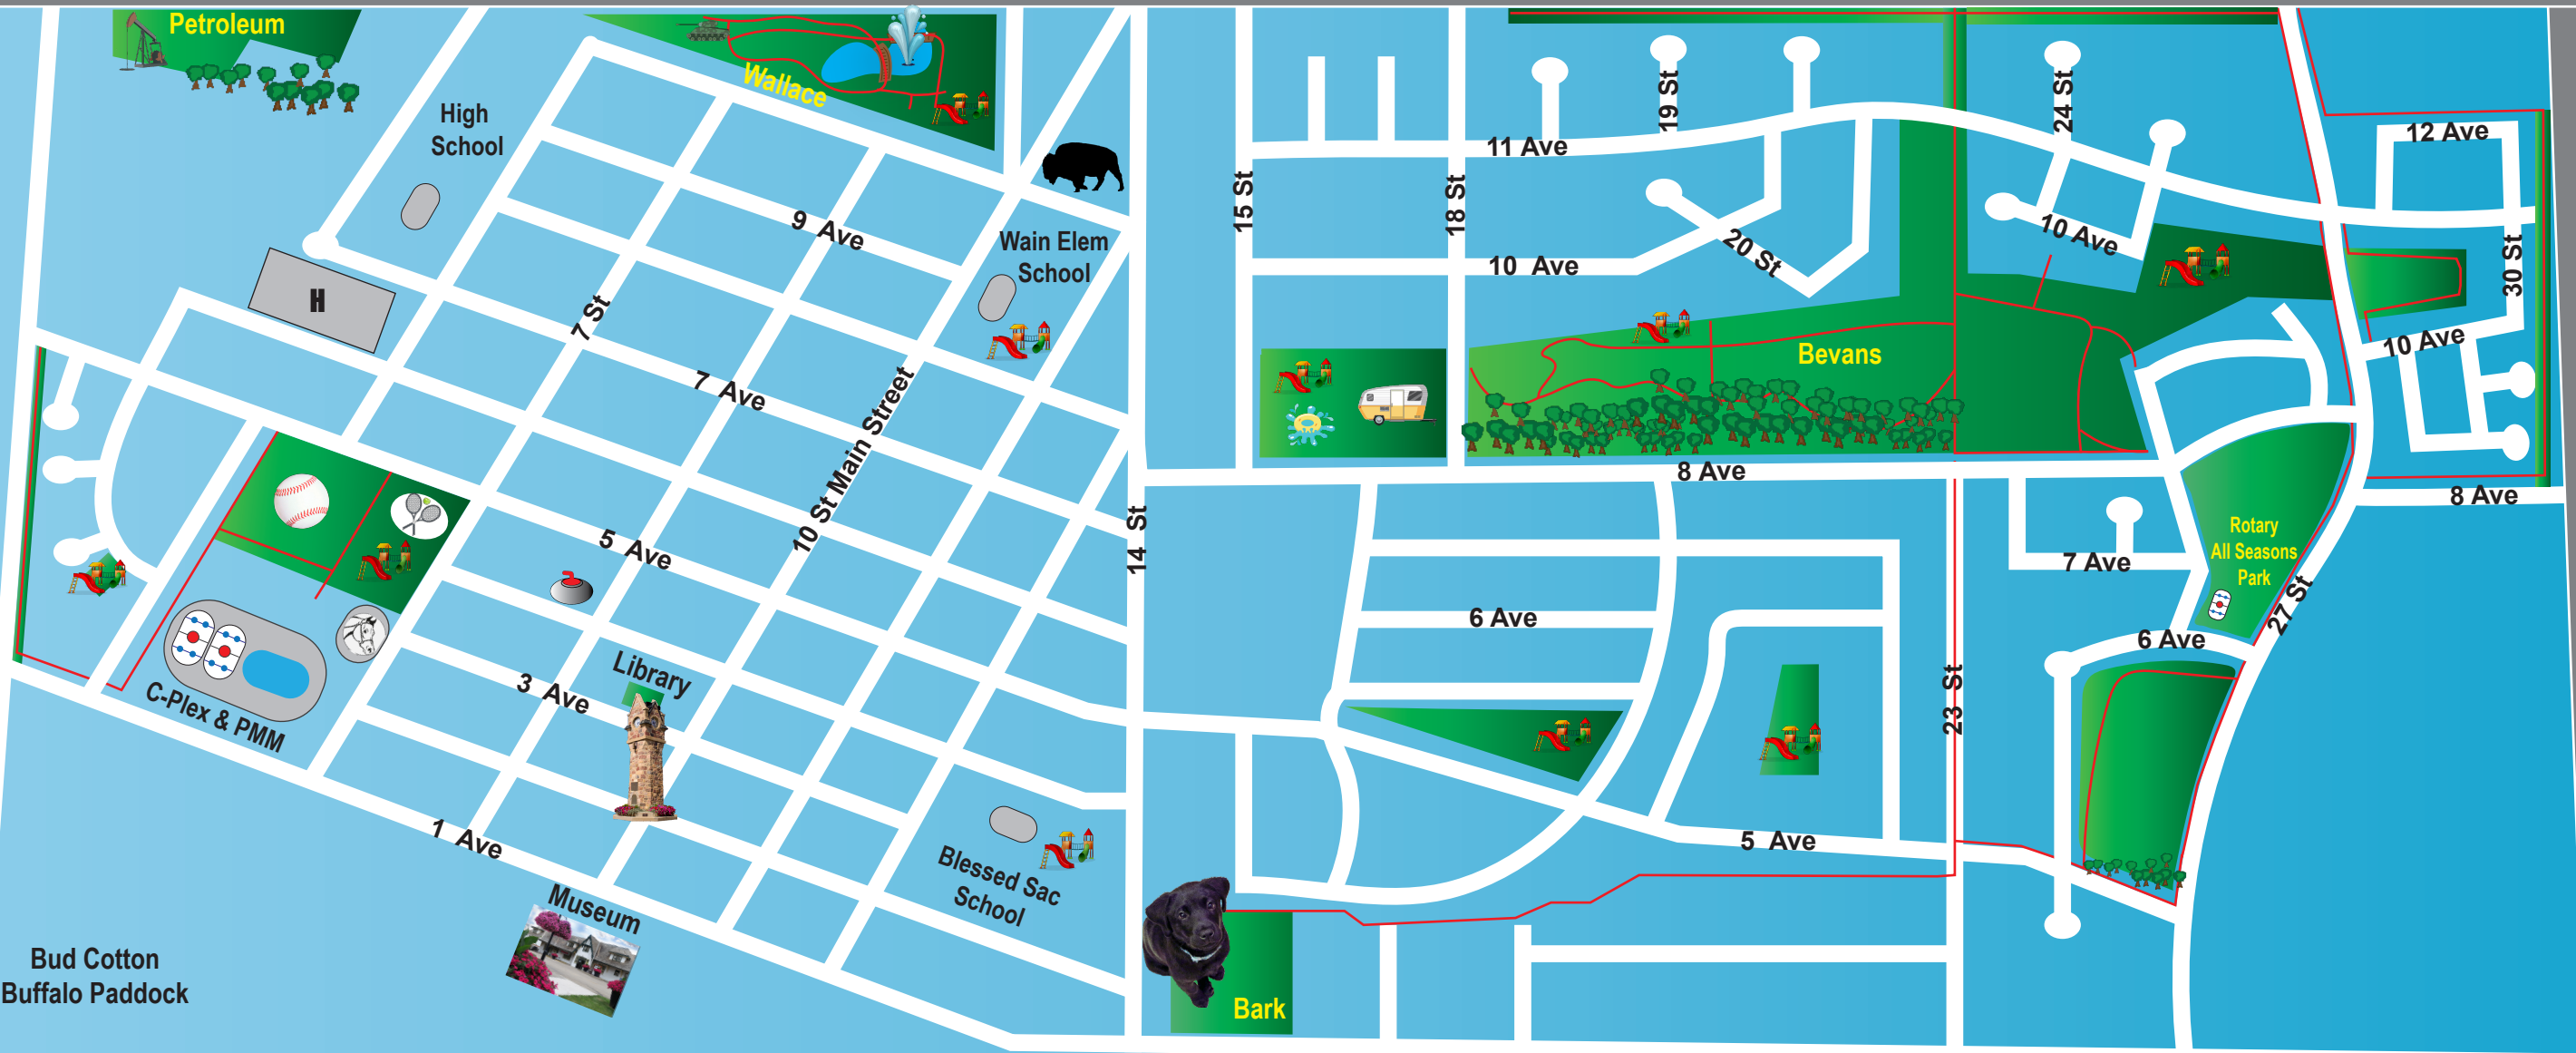 Petroleum
Wallace
High
School
H
9 Ave
Wain Elem
School
7 St
7 Ave
10 St Main Street
5 Ave
3 Ave
Library
C-Plex & PMM
1 Ave
Museum
Blessed Sac
School
Bud Cotton
Buffalo Paddock
14 St
15 St
18 St
11 Ave
19 St
24 St
12 Ave
10 Ave
20 St
10 Ave
30 St
10 Ave
Bevans
8 Ave
8 Ave
Rotary
All Seasons
Park
7 Ave
27 St
6 Ave
6 Ave
23 St
5 Ave
Bark